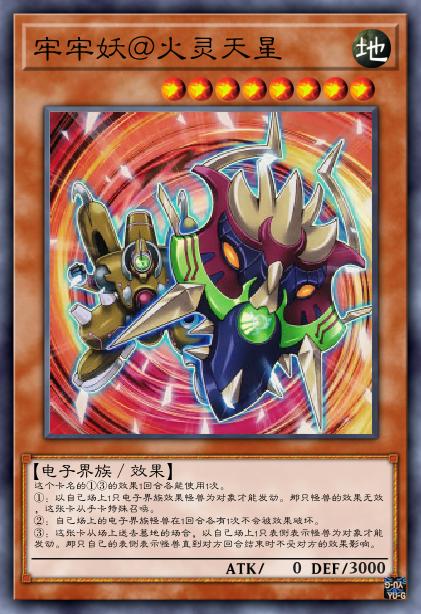 牢牢妖@火灵天星
地
【电子界族／效果】
这个卡名的①③的效果1回合各能使用1次。
①：以自己场上1只电子界族效果怪兽为对象才能发动。那只怪兽的效果无效
，这张卡从手卡特殊召唤。
②：自己场上的电子界族怪兽在1回合各有1次不会被效果破坏。
③：这张卡从场上送去墓地的场合，以自己场上1只表侧表示怪兽为对象才能
发动。那只自己的表侧表示怪兽直到对方回合结束时不受对方的效果影响。
ATK/ 0 DEF/3000